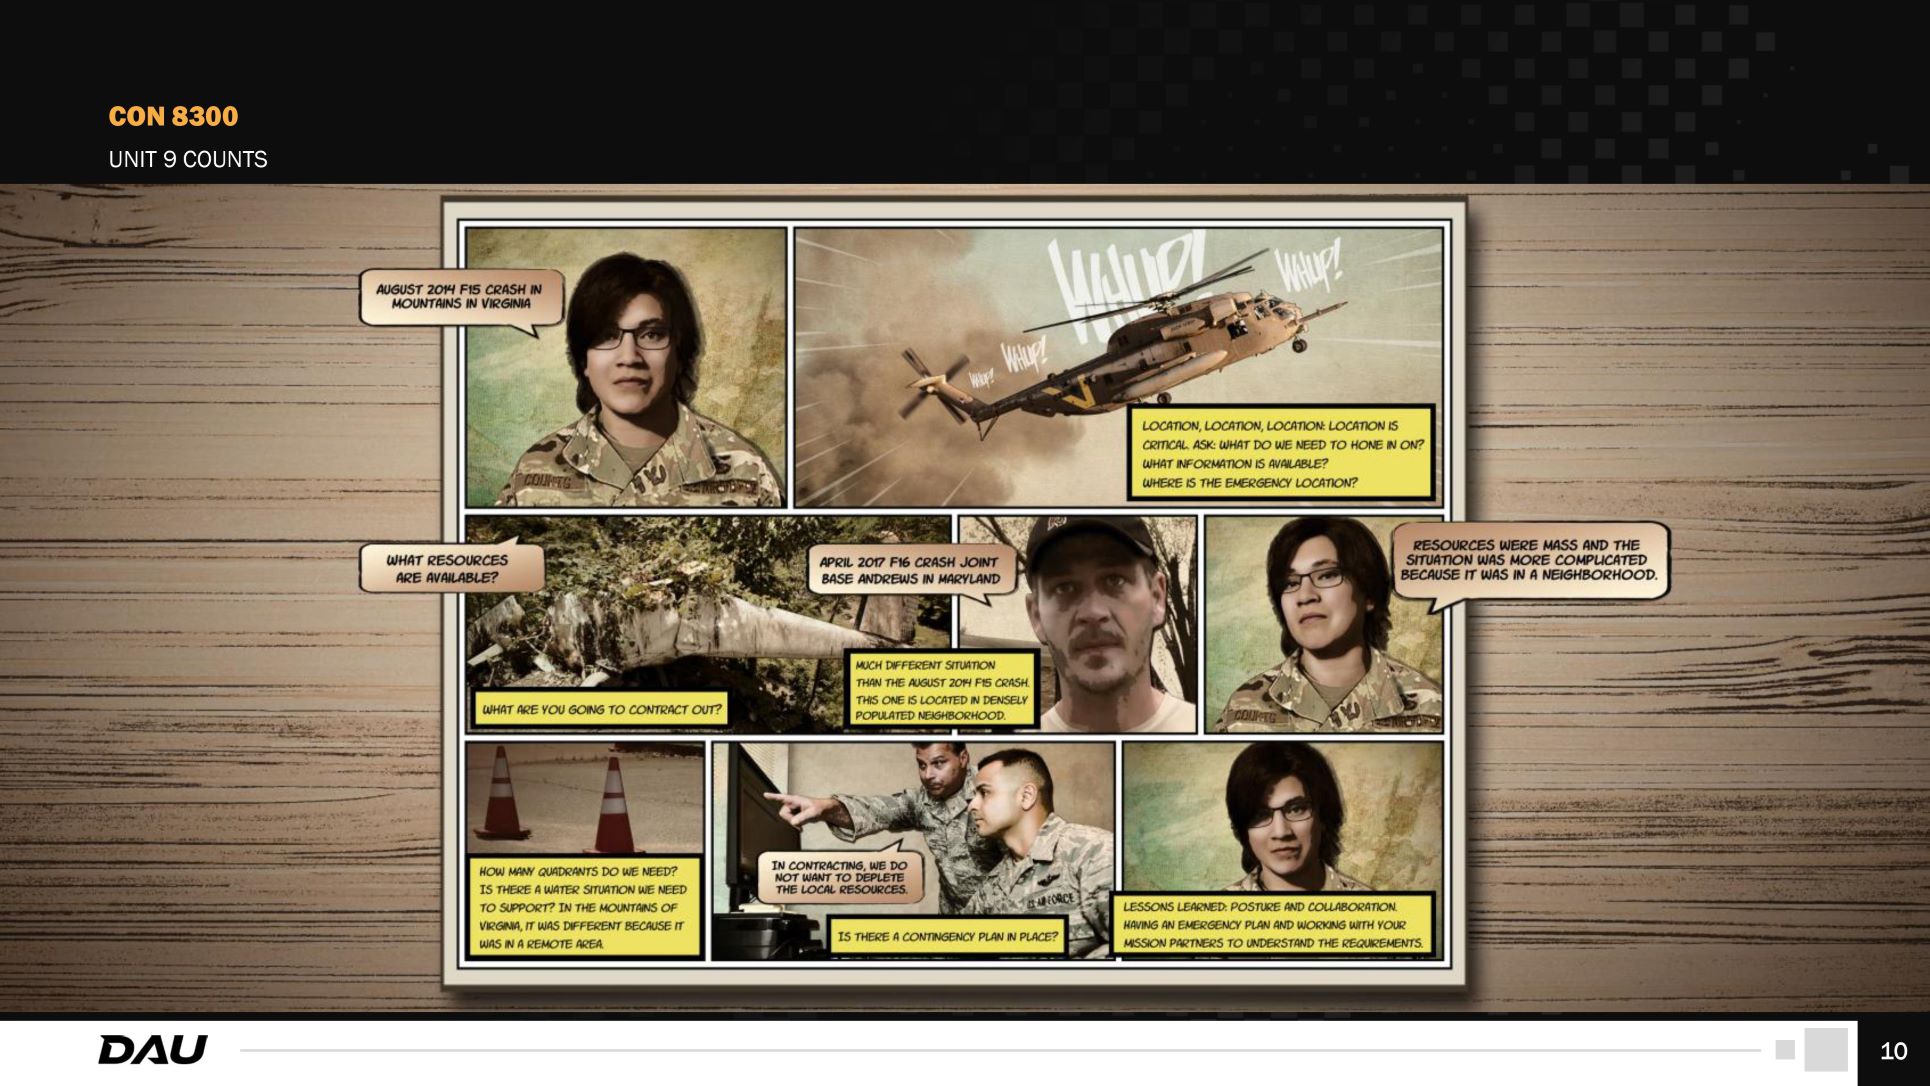 CON 8300
UNIT 9 COUNTS
AUGUST 2014 F15 CRASH IN
MOUNTAINS IN VIRGINIA
COUNTS
WHUP!
WHUP!
WHUP!
WHUP!
LOCATION, LOCATION, LOCATION: LOCATION IS
CRITICAL. ASK: WHAT DO WE NEED TO HONE IN ON?
WHAT INFORMATION IS AVAILABLE?
WHERE IS THE EMERGENCY LOCATION?
WHAT RESOURCES
ARE AVAILABLE?
WHAT ARE YOU GOING TO CONTRACT OUT?
APRIL 2017 F16 CRASH JOINT
BASE ANDREWS IN MARYLAND
MUCH DIFFERENT SITUATION
THAN THE AUGUST 2014 F15 CRASH.
THIS ONE IS LOCATED IN DENSELY
POPULATED NEIGHBORHOOD.
RESOURCES WERE MASS AND THE
SITUATION WAS MORE COMPLICATED
BECAUSE IT WAS IN A NEIGHBORHOOD.
COUNTS
HOW MANY QUADRANTS DO WE NEED?
IS THERE A WATER SITUATION WE NEED
TO SUPPORT? IN THE MOUNTAINS OF
VIRGINIA, IT WAS DIFFERENT BECAUSE IT
WAS IN A REMOTE AREA.
IN CONTRACTING, WE DO
NOT WANT TO DEPLETE
THE LOCAL RESOURCES.
U.S. AIR FORCE
IS THERE A CONTINGENCY PLAN IN PLACE?
LESSONS LEARNED: POSTURE AND COLLABORATION.
HAVING AN EMERGENCY PLAN AND WORKING WITH YOUR
MISSION PARTNERS TO UNDERSTAND THE REQUIREMENTS.
DAU
10